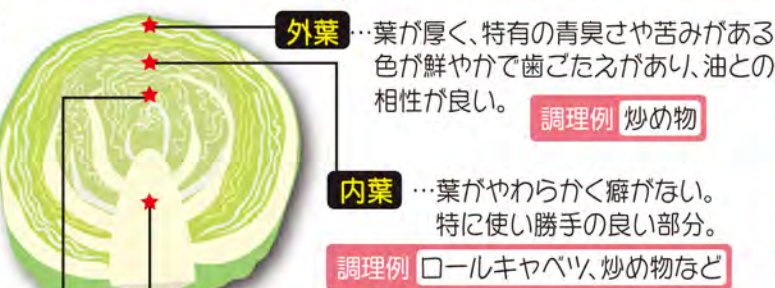 外葉…葉が厚く、特有の青臭さや苦みがある
色が鮮やかで歯ごたえがあり、油との
相性が良い。
調理例 炒め物
内葉…葉がやわらかく癖がない。
特に使い勝手の良い部分。
調理例 ロールキャベツ、炒め物など